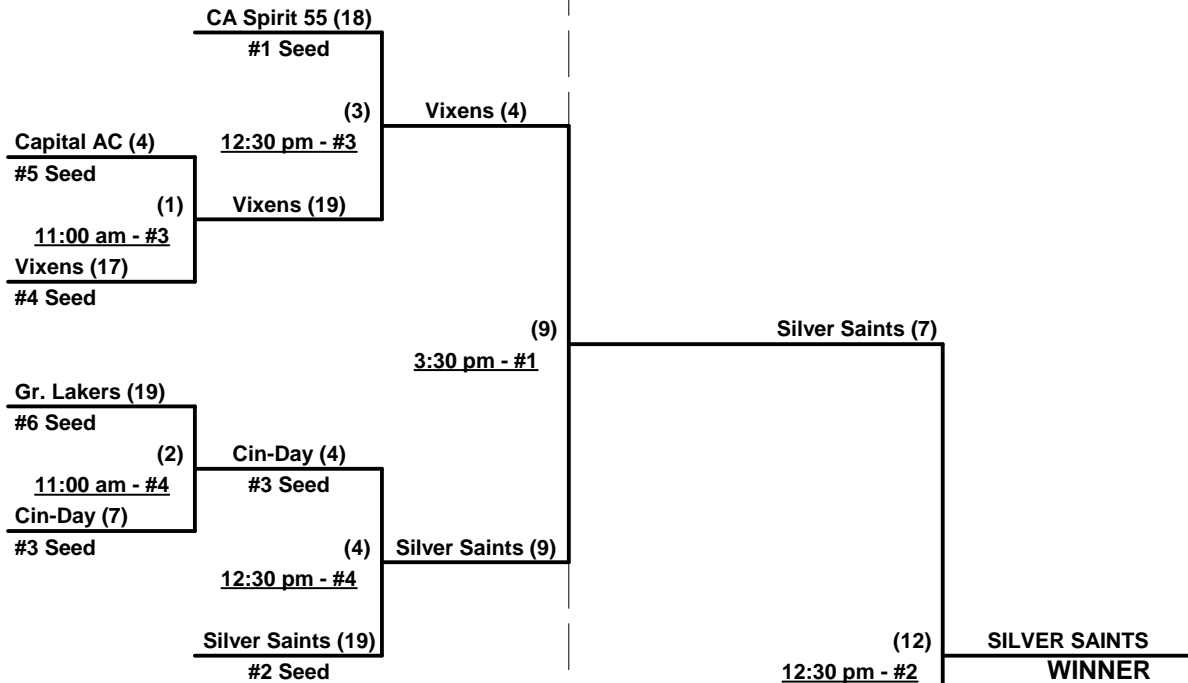 CA Spirit 55 (18)
#1 Seed
(3)
12:30 pm - #3
Vixens (4)
Capital AC (4)
#5 Seed
(1)
11:00 am - #3
Vixens (19)
Vixens (17)
#4 Seed
(9)
3:30 pm - #1
Silver Saints (7)
Gr. Lakers (19)
#6 Seed
(2)
11:00 am - #4
Cin-Day (4)
#3 Seed
Cin-Day (7)
#3 Seed
(4)
12:30 pm - #4
Silver Saints (9)
Silver Saints (19)
#2 Seed
(12)
12:30 pm - #2
SILVER SAINTS
WINNER